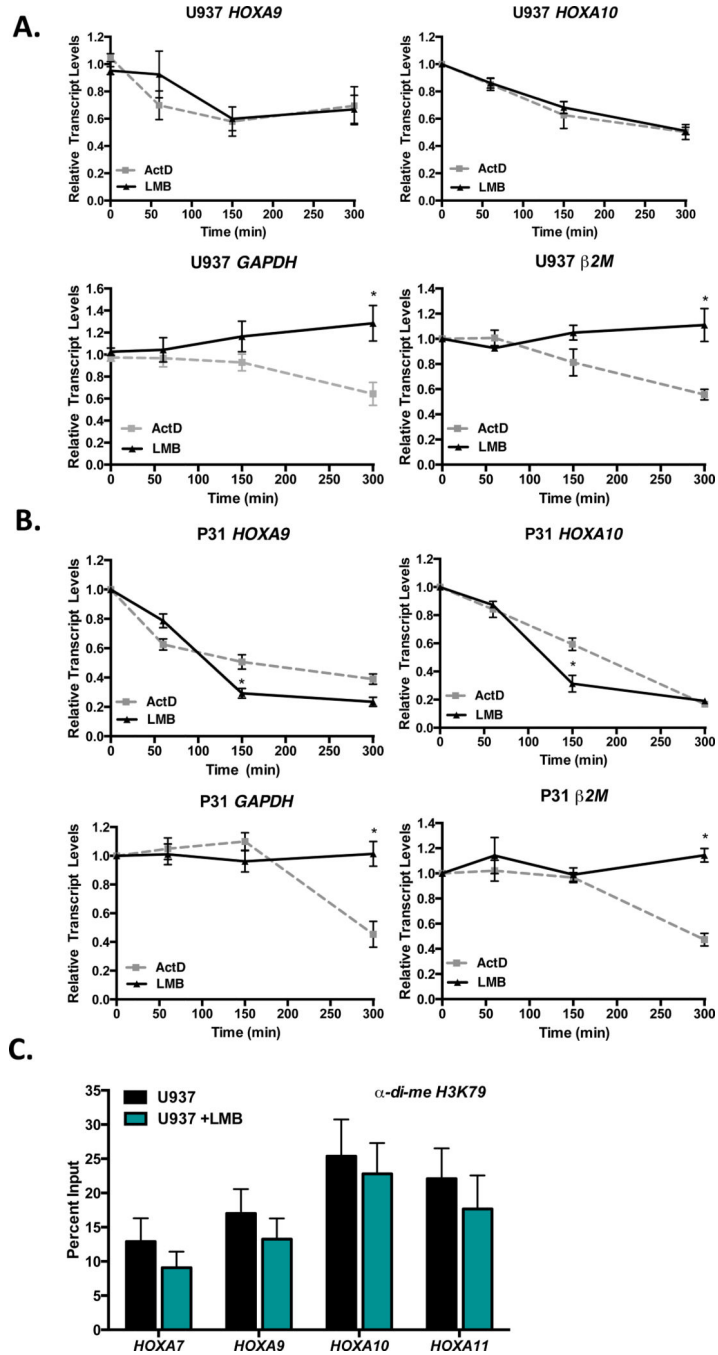 A.
U937 HOXA9
Relative Transcript Levels
1.2
1.0
0.8
0.6
0.4
0.2
0.0
ActD
LMB
0 50 100 150 200 250 300
Time (min)
U937 HOXA10
Relative Transcript Levels
1.2
1.0
0.8
0.6
0.4
0.2
0.0
ActD
LMB
0 50 100 150 200 250 300
Time (min)
U937 GAPDH
Relative Transcript Levels
1.6
1.4
1.2
1.0
0.8
0.6
0.4
0.2
0.0
*
ActD
LMB
0 50 100 150 200 250 300
Time (min)
U937 β2M
Relative Transcript Levels
1.4
1.2
1.0
0.8
0.6
0.4
0.2
0.0
*
ActD
LMB
0 50 100 150 200 250 300
Time (min)
B.
P31 HOXA9
Relative Transcript Levels
1.2
1.0
0.8
0.6
0.4
0.2
0.0
*
ActD
LMB
0 50 100 150 200 250 300
Time (min)
P31 HOXA10
Relative Transcript Levels
1.2
1.0
0.8
0.6
0.4
0.2
0.0
*
ActD
LMB
0 50 100 150 200 250 300
Time (min)
P31 GAPDH
Relative Transcript Levels
1.2
1.0
0.8
0.6
0.4
0.2
0.0
*
ActD
LMB
0 50 100 150 200 250 300
Time (min)
P31 β2M
Relative Transcript Levels
1.4
1.2
1.0
0.8
0.6
0.4
0.2
0.0
*
ActD
LMB
0 50 100 150 200 250 300
Time (min)
C.
U937
U937 +LMB
α-di-me H3K79
Percent Input
35
30
25
20
15
10
5
0
HOXA7 HOXA9 HOXA10 HOXA11